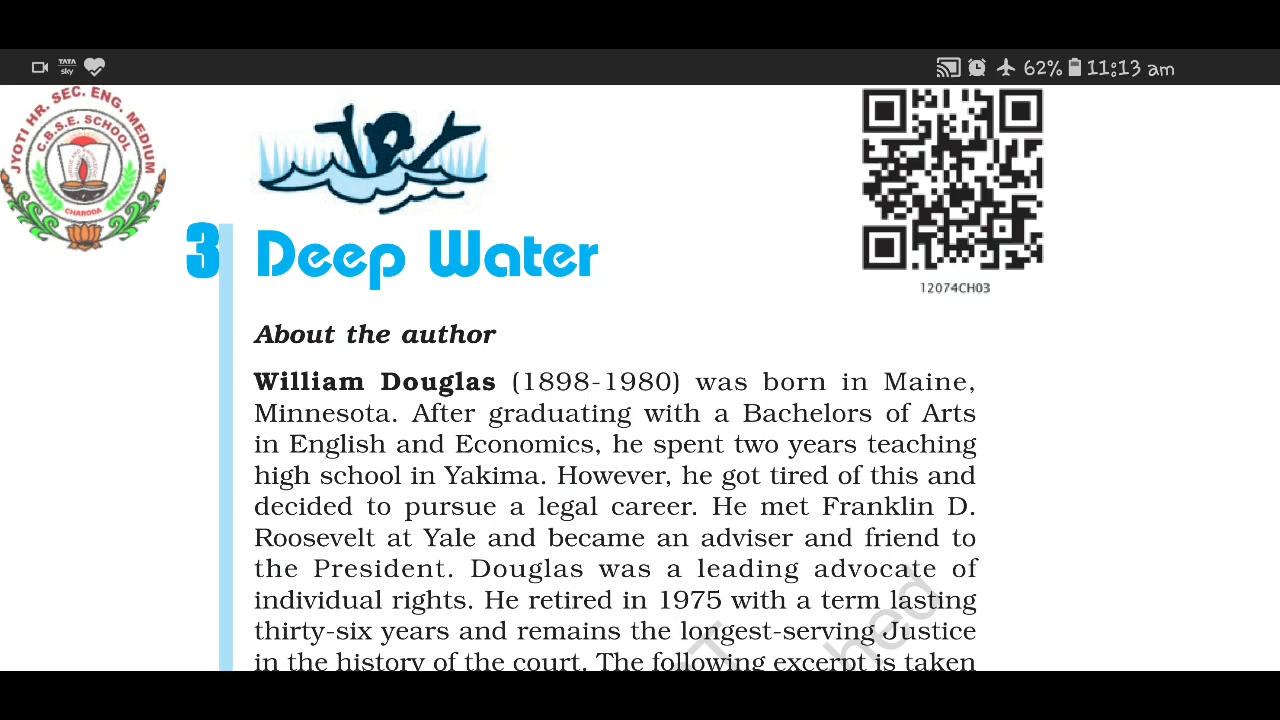 TATA
sky
62% 11:13 am
JYOTI HR. SEC. ENG. MEDIUM
C.B.S.E. SCHOOL
CHARODA
12074CH03
3 Deep Water
About the author
William Douglas (1898-1980) was born in Maine,
Minnesota. After graduating with a Bachelors of Arts
in English and Economics, he spent two years teaching
high school in Yakima. However, he got tired of this and
decided to pursue a legal career. He met Franklin D.
Roosevelt at Yale and became an adviser and friend to
the President. Douglas was a leading advocate of
individual rights. He retired in 1975 with a term lasting
thirty-six years and remains the longest-serving Justice
in the history of the court. The following excerpt is taken